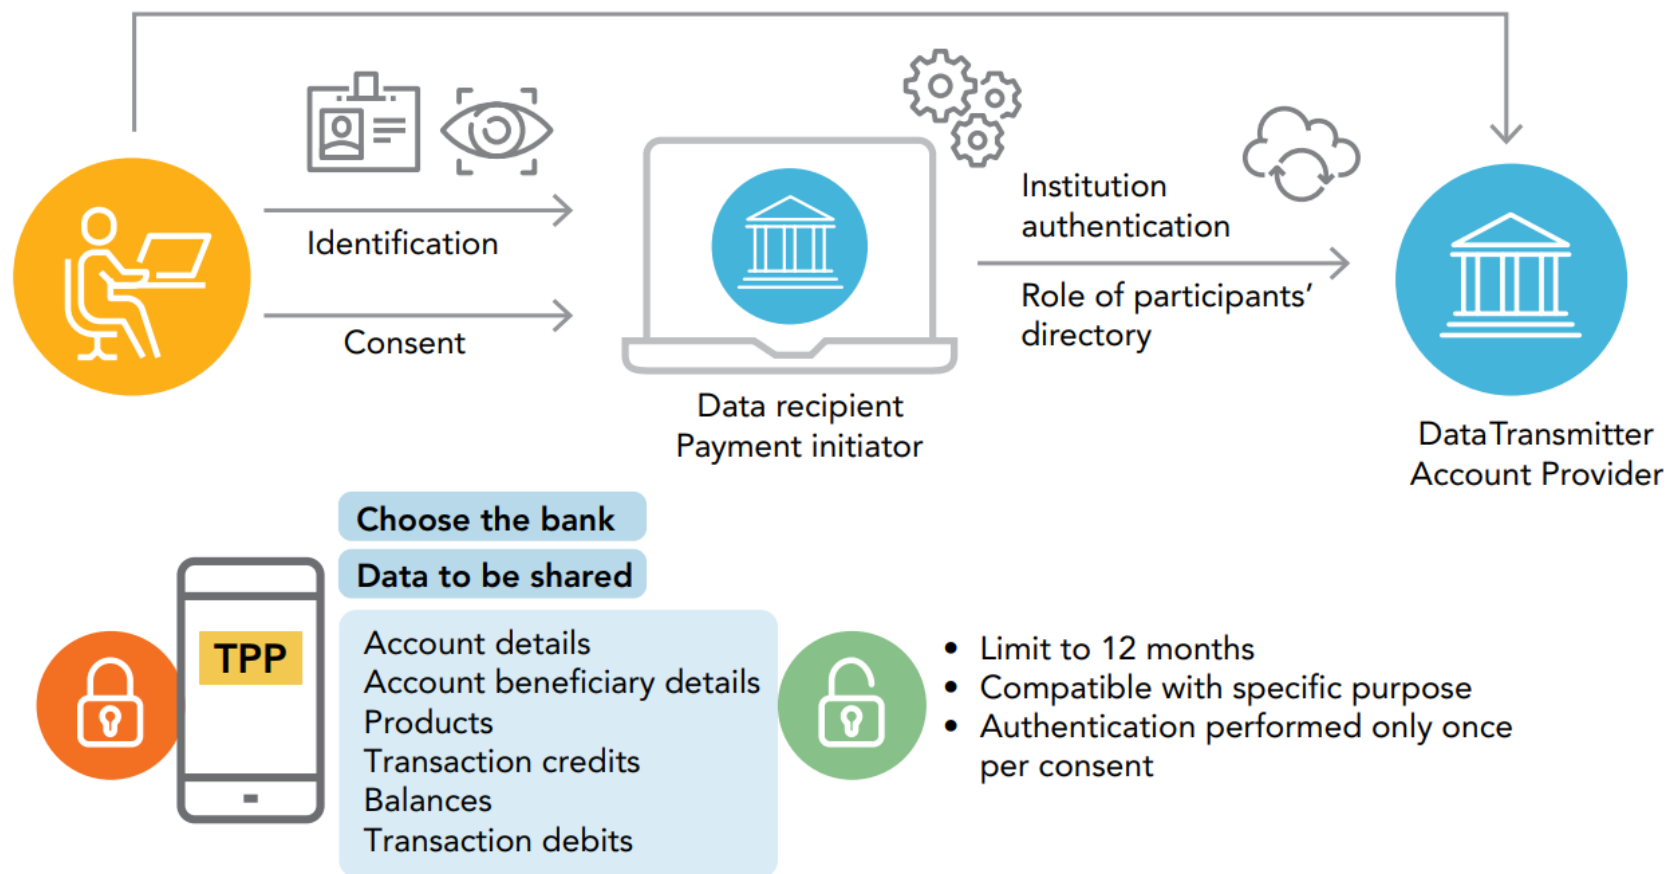 Identification
Consent
Institution
authentication
Role of participants’
directory
Data recipient
Payment initiator
DataTransmitter
Account Provider
Choose the bank
Data to be shared
TPP
Account details
Account beneficiary details
Products
Transaction credits
Balances
Transaction debits
• Limit to 12 months
• Compatible with specific purpose
• Authentication performed only once
per consent